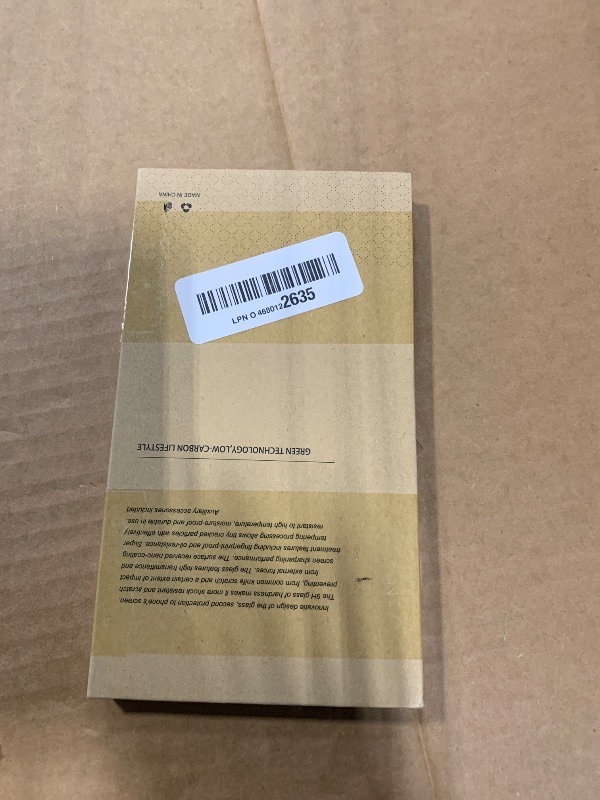 Innovate design of the glass, second protection to phone's screen.
The 9H glass of hardness makes it more shock resistent and scratch
preventing, from common knife scratch and a certain extent of impact
from external forces. The glass features high transmittance and
screen sharpening performance. The surface received nano-coating
treatment features including fingerprint-proof and oil-resistance. Super
tempering processing allows tiny cracked particles with effectively
resistant to high temperature, moisture-proof and durable in use.
Auxiliary accessories included
GREEN TECHNOLOGY,LOW-CARBON LIFESTYLE
LPN O 4680122635
MADE IN CHINA